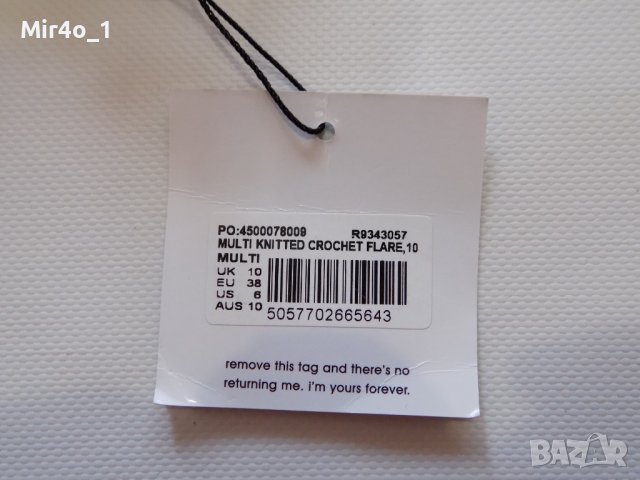 Mir4o_1
PO:4500078009 R9343057
MULTI KNITTED CROCHET FLARE,10
MULTI
UK 10
EU 38
US 6
AUS 10
5057702665643
remove this tag and there's no
returning me. i'm yours forever.
BAZAR